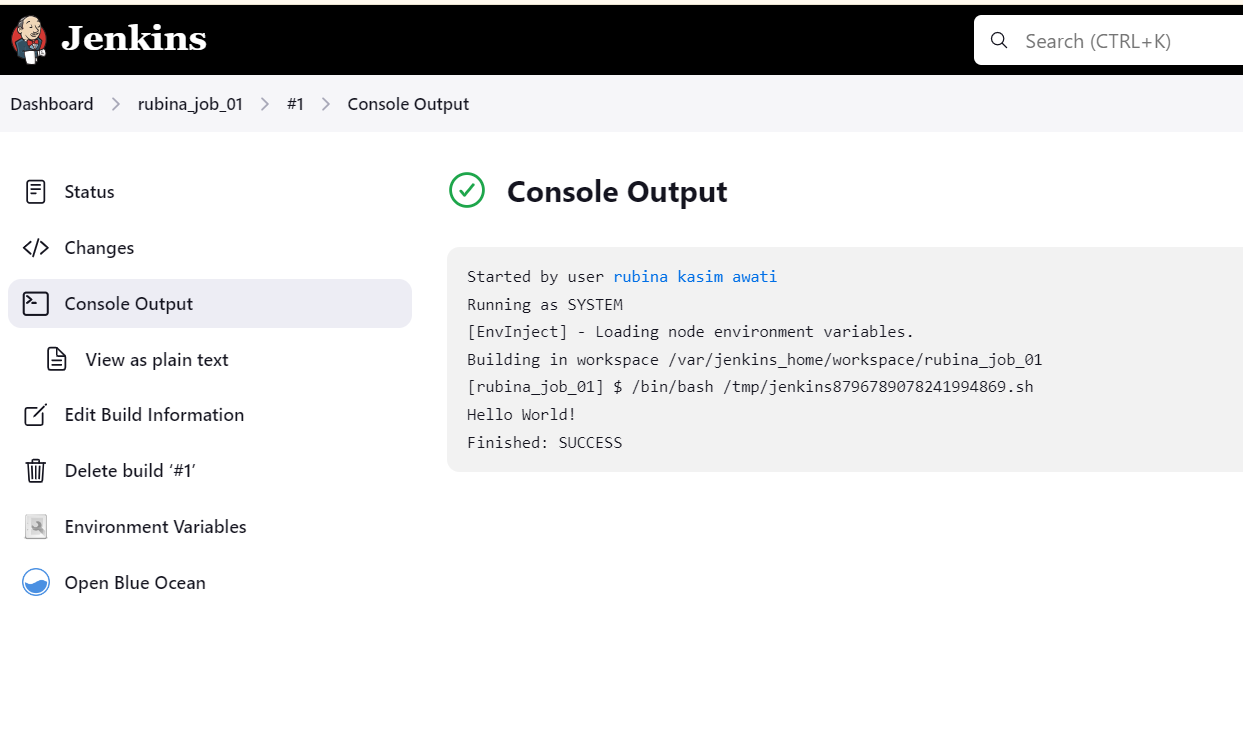 Jenkins
Search (CTRL+K)
Dashboard > rubina_job_01 > #1 > Console Output
Status
Changes
Console Output
View as plain text
Edit Build Information
Delete build ‘#1’
Environment Variables
Open Blue Ocean
Console Output
Started by user rubina kasim awati
Running as SYSTEM
[EnvInject] - Loading node environment variables.
Building in workspace /var/jenkins_home/workspace/rubina_job_01
[rubina_job_01] $ /bin/bash /tmp/jenkins8796789078241994869.sh
Hello World!
Finished: SUCCESS